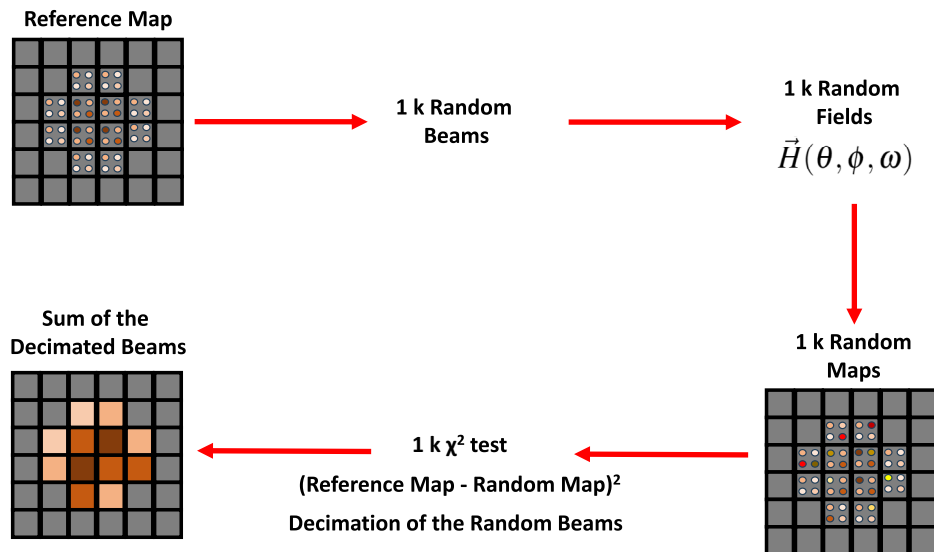 Reference Map
1 k Random
Beams
1 k Random
Fields
H⃗(θ,ϕ,ω)
1 k Random
Maps
1 k χ² test
(Reference Map - Random Map)²
Decimation of the Random Beams
Sum of the
Decimated Beams